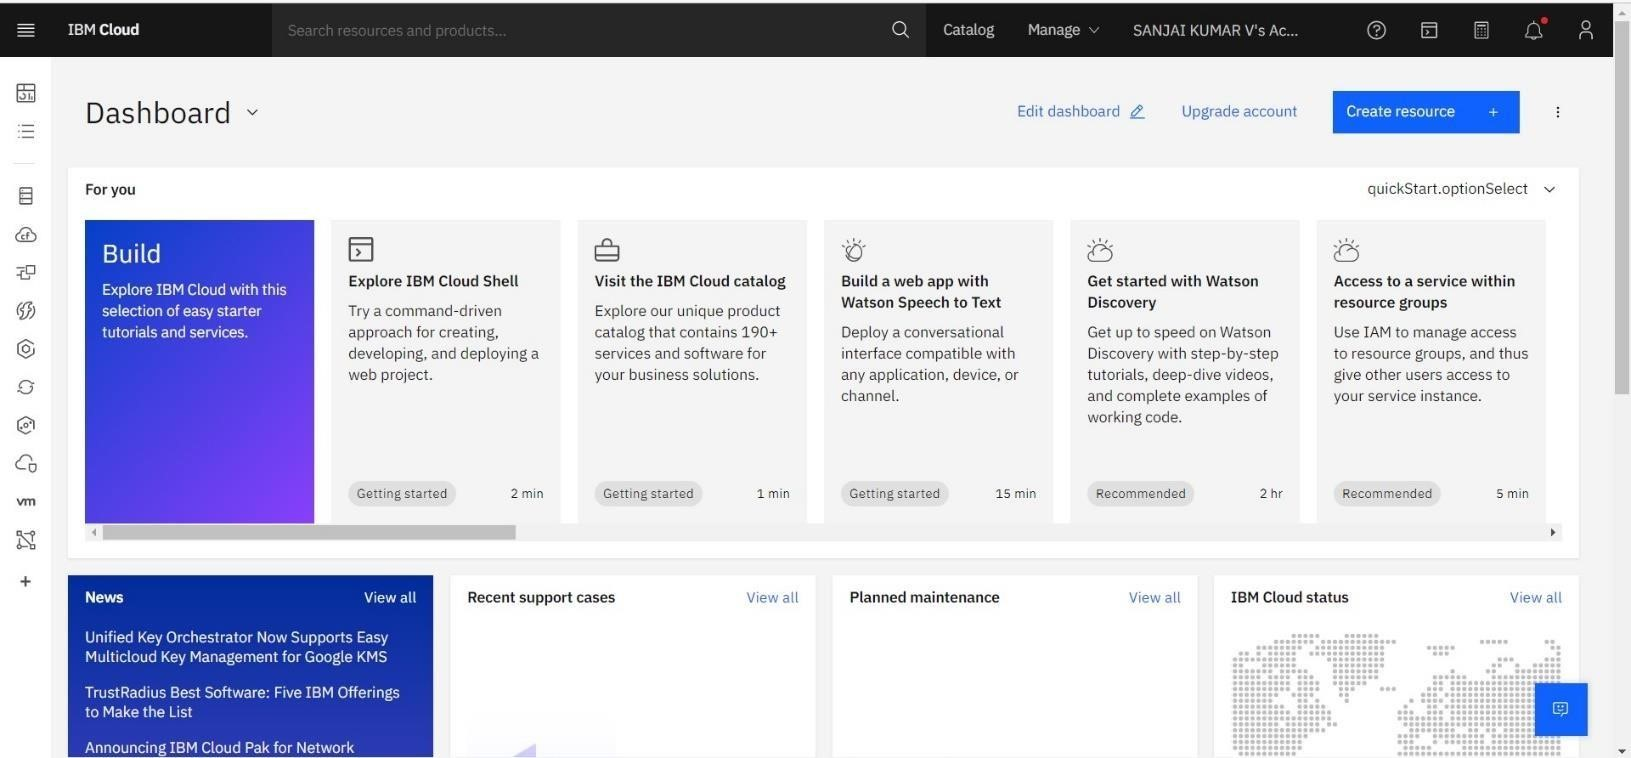 IBM Cloud
Search resources and products...
Catalog
Manage
SANJAI KUMAR V's Ac...
Dashboard
Edit dashboard
Upgrade account
Create resource +
For you
quickStart.optionSelect
Build
Explore IBM Cloud with this
selection of easy starter
tutorials and services.
Explore IBM Cloud Shell
Try a command-driven
approach for creating,
developing, and deploying a
web project.
Getting started
2 min
Visit the IBM Cloud catalog
Explore our unique product
catalog that contains 190+
services and software for
your business solutions.
Getting started
1 min
Build a web app with
Watson Speech to Text
Deploy a conversational
interface compatible with
any application, device, or
channel.
Getting started
15 min
Get started with Watson
Discovery
Get up to speed on Watson
Discovery with step-by-step
tutorials, deep-dive videos,
and complete examples of
working code.
Recommended
2 hr
Access to a service within
resource groups
Use IAM to manage access
to resource groups, and thus
give other users access to
your service instance.
Recommended
5 min
cf
vm
+
News
View all
Unified Key Orchestrator Now Supports Easy
Multicloud Key Management for Google KMS
TrustRadius Best Software: Five IBM Offerings
to Make the List
Announcing IBM Cloud Pak for Network
Recent support cases
View all
Planned maintenance
View all
IBM Cloud status
View all